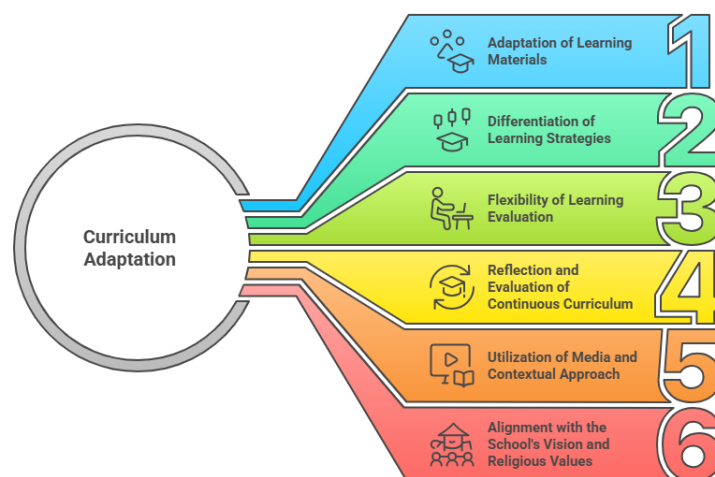 Curriculum
Adaptation
Adaptation of Learning
Materials
1
Differentiation of
Learning Strategies
2
Flexibility of Learning
Evaluation
3
Reflection and
Evaluation of
Continuous Curriculum
4
Utilization of Media and
Contextual Approach
5
Alignment with the
School's Vision and
Religious Values
6